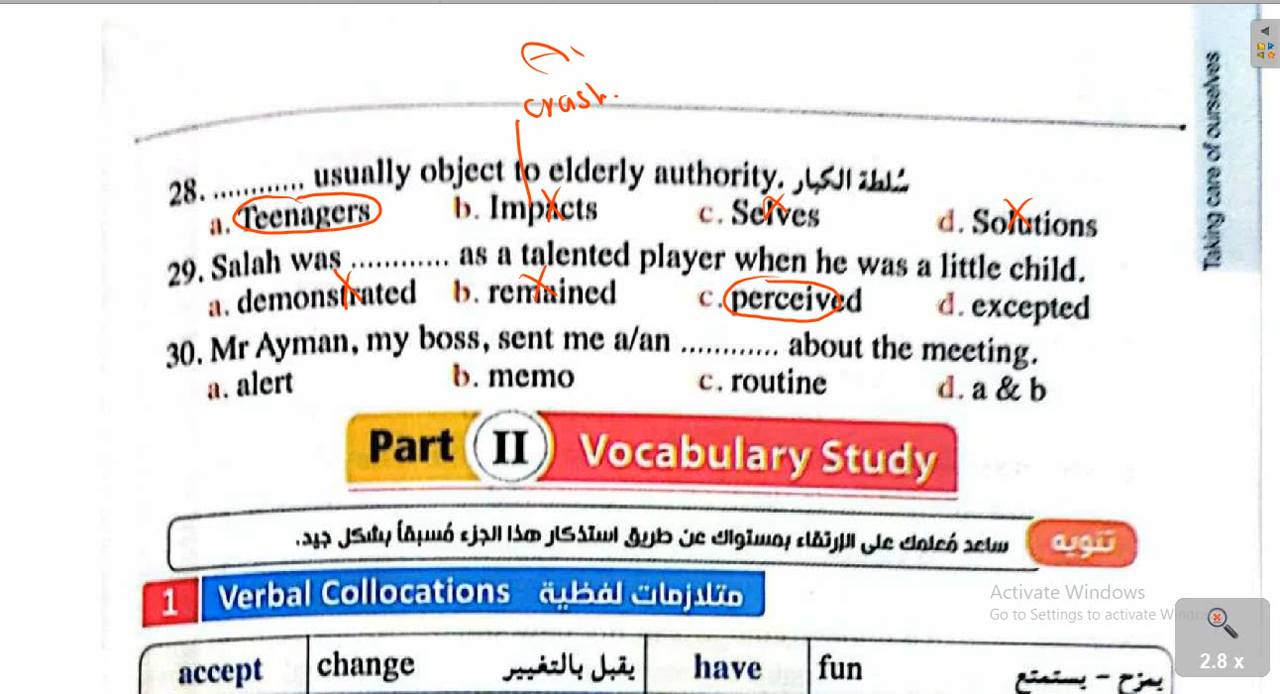 crash.
28. ............ usually object to elderly authority. سُلطة الكبار
a. Teenagers b. Impacts c. Selves d. Solutions
29. Salah was ............ as a talented player when he was a little child.
a. demonstrated b. remained c. perceived d. excepted
30. Mr Ayman, my boss, sent me a/an ............ about the meeting.
a. alert b. memo c. routine d. a & b
Taking care of ourselves
Part II Vocabulary Study
تنويه
ساعد مُعلمك على الارتقاء بمستواك عن طريق استذكار هذا الجزء مُسبقاً بشكل جيد.
1 Verbal Collocations متلازمات لفظية
accept change يقبل بالتغيير have fun يمزح – يستمتع
Activate Windows
Go to Settings to activate Windows
2.8 x